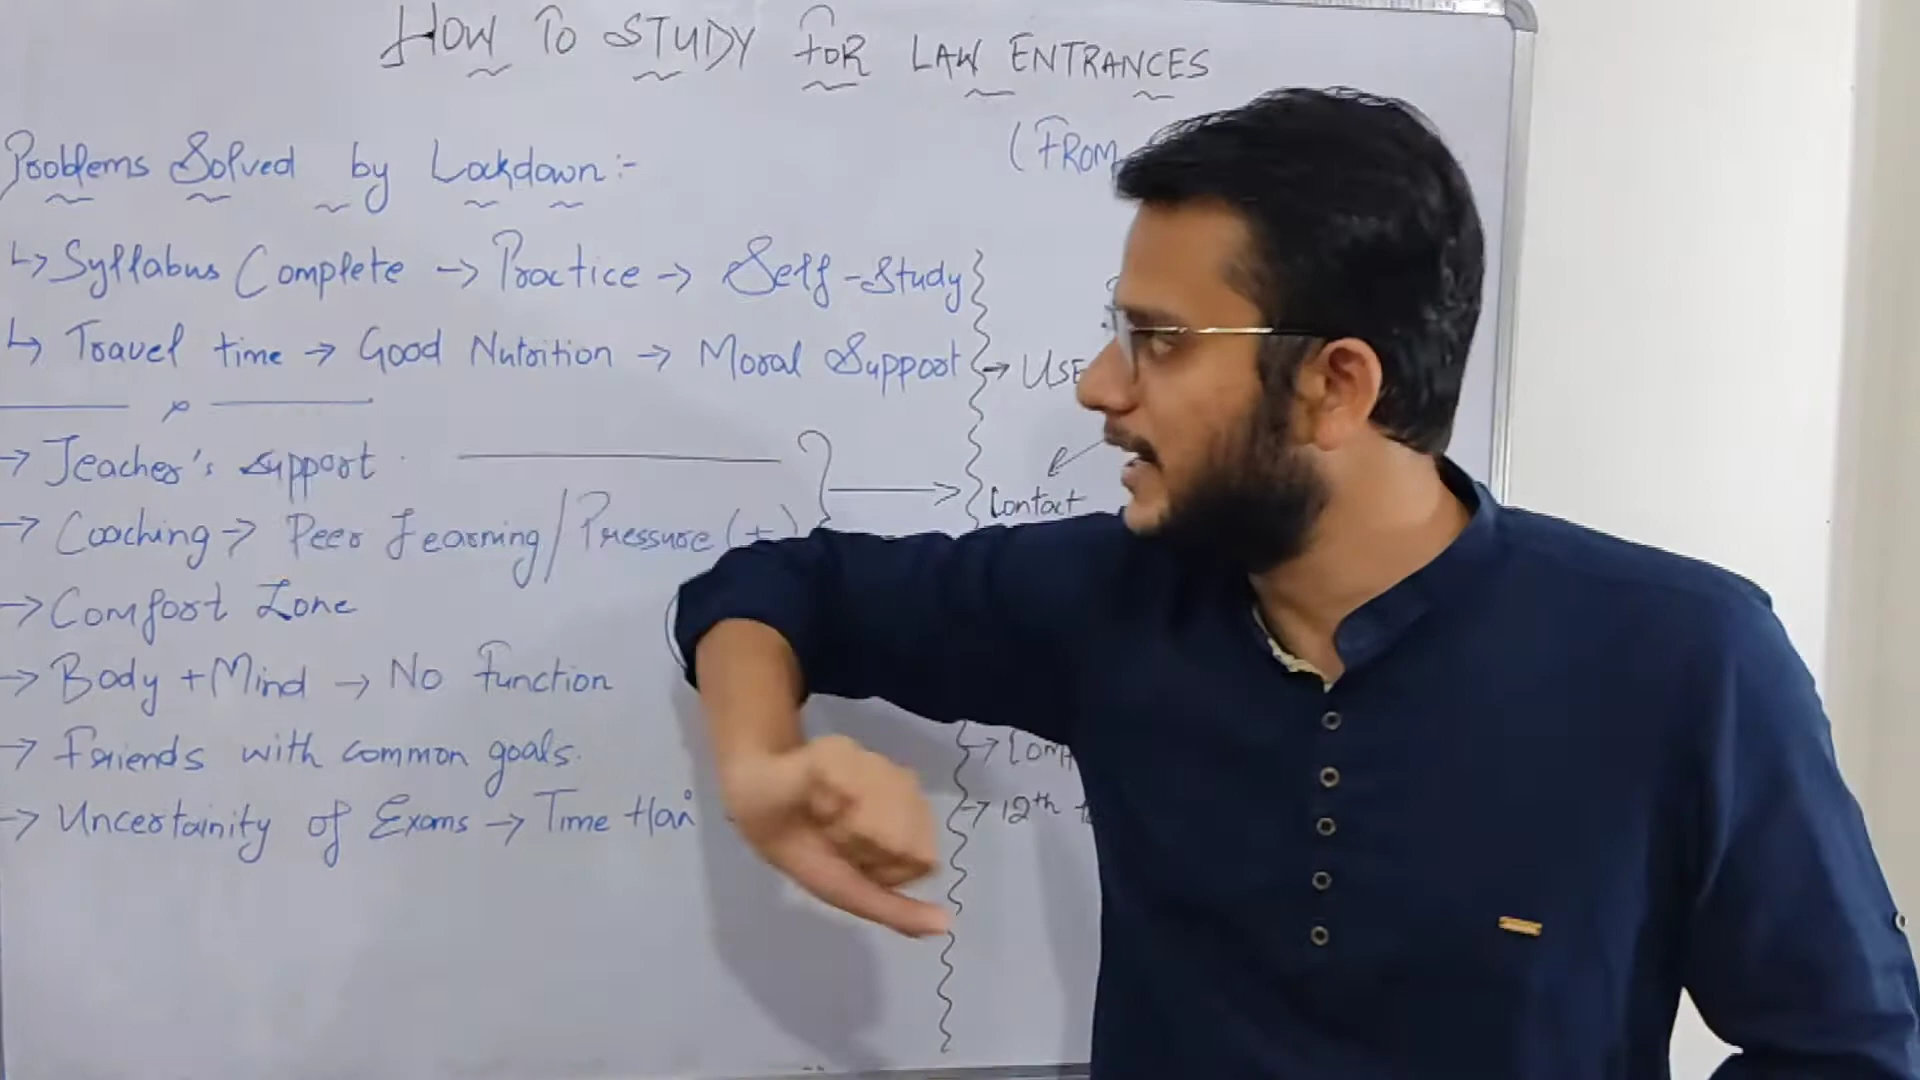 HOW TO STUDY FOR LAW ENTRANCES
(FROM
Problems Solved by Lockdown:-
↳ Syllabus Complete → Practice → Self-Study
↳ Travel time → Good Nutrition → Moral Support → USE
→ Teacher's support
Contact
→ Coaching → Peer Learning/Pressure (+)
→ Comfort Zone
→ Body + Mind → No Function
→ Friends with common goals.
→ 12th
→ Uncertainity of Exams → Time